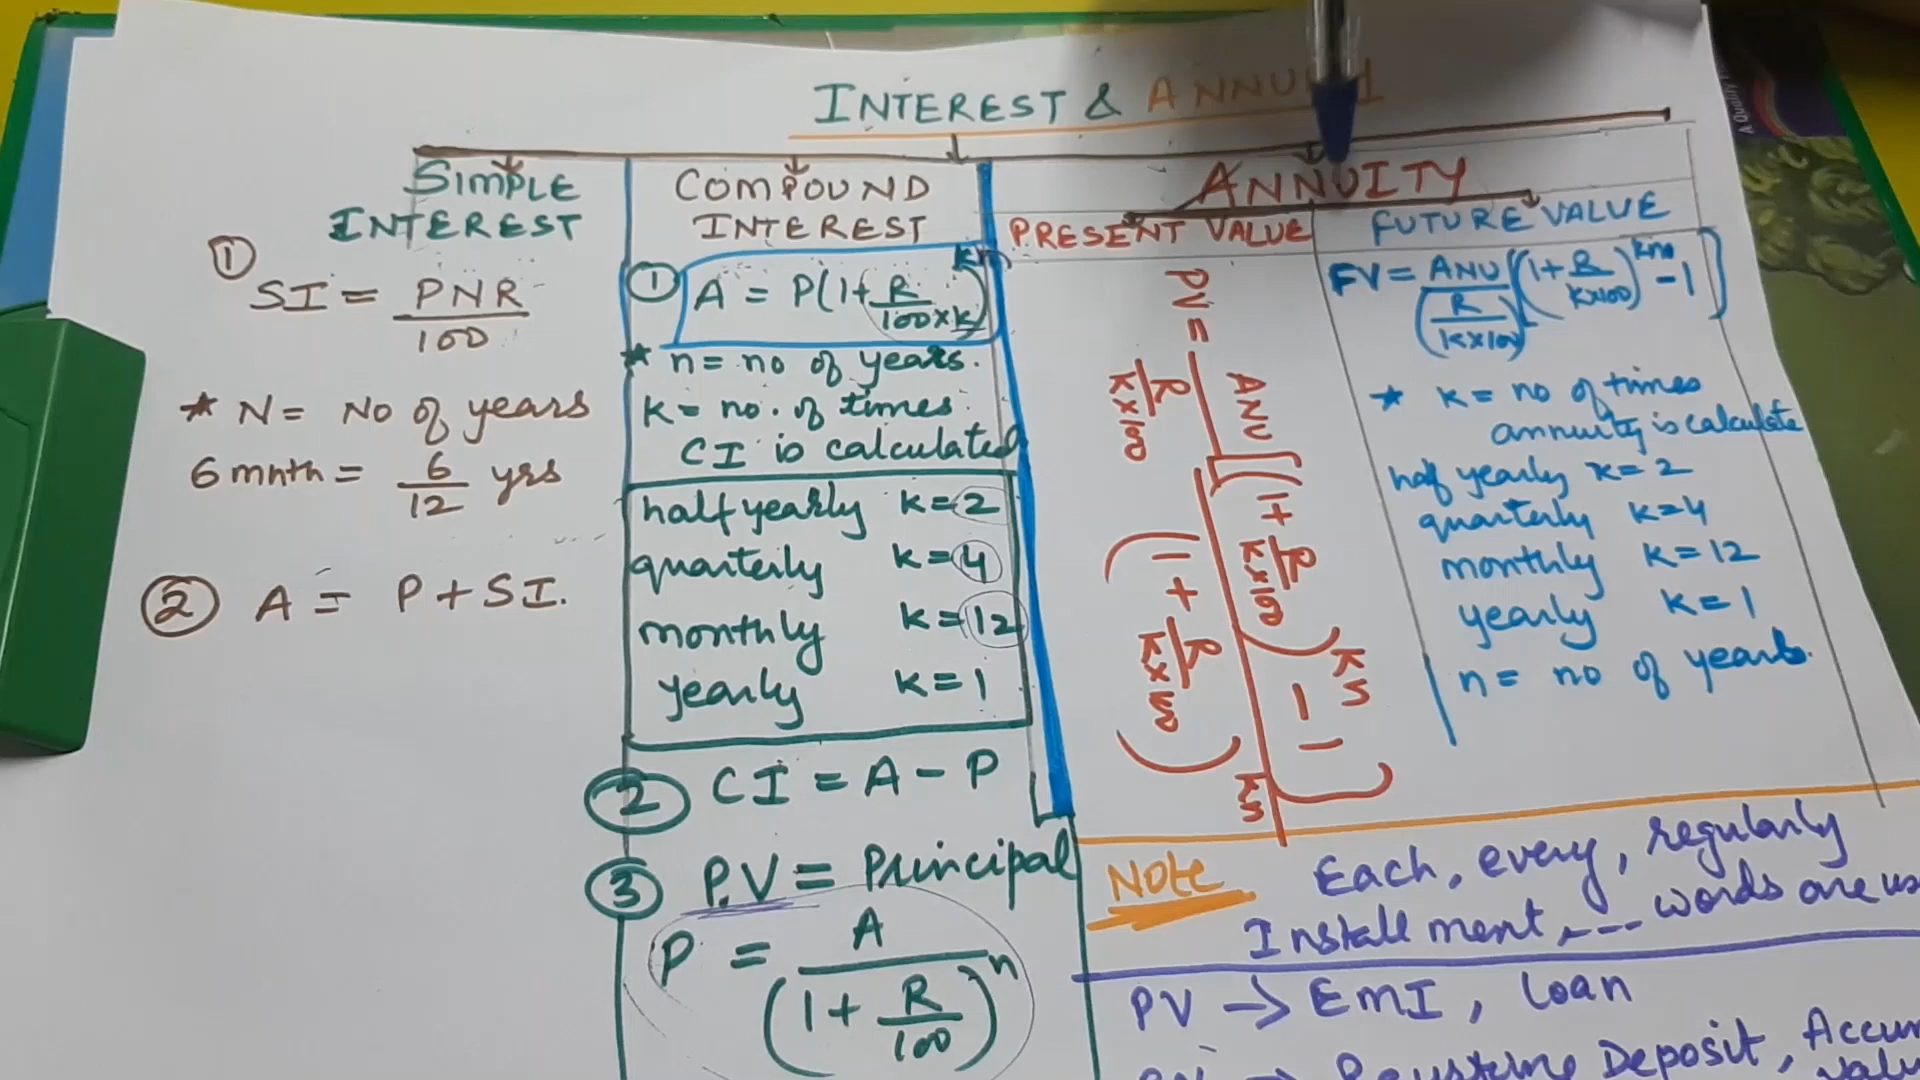 INTEREST & ANNUITY
SIMPLE
INTEREST
① SI = PNR/100
* N = No of years
6 mnth = 6/12 yrs
② A = P + SI.
COMPOUND
INTEREST
① A = P(1 + R/100×k)^kn
* n = no of years.
k = no. of times
CI is calculated
half yearly k = 2
quarterly k = 4
monthly k = 12
yearly k = 1
② CI = A - P
③ P.V = Principal
P = A/(1 + R/100)^n
ANNUITY
PRESENT VALUE
PV = ANU/(R/k×100) [((1 + R/k×100)^kn - 1)/(1 + R/k×100)^kn]
FUTURE VALUE
FV = ANU/(R/k×100) [(1 + R/k×100)^kn - 1]
* k = no of times
annuity is calculate
half yearly k = 2
quarterly k = 4
monthly k = 12
yearly k = 1
n = no of years.
Note Each, every, regularly
Installment, --- words are us
PV → EMI, loan
Deposit, Accum